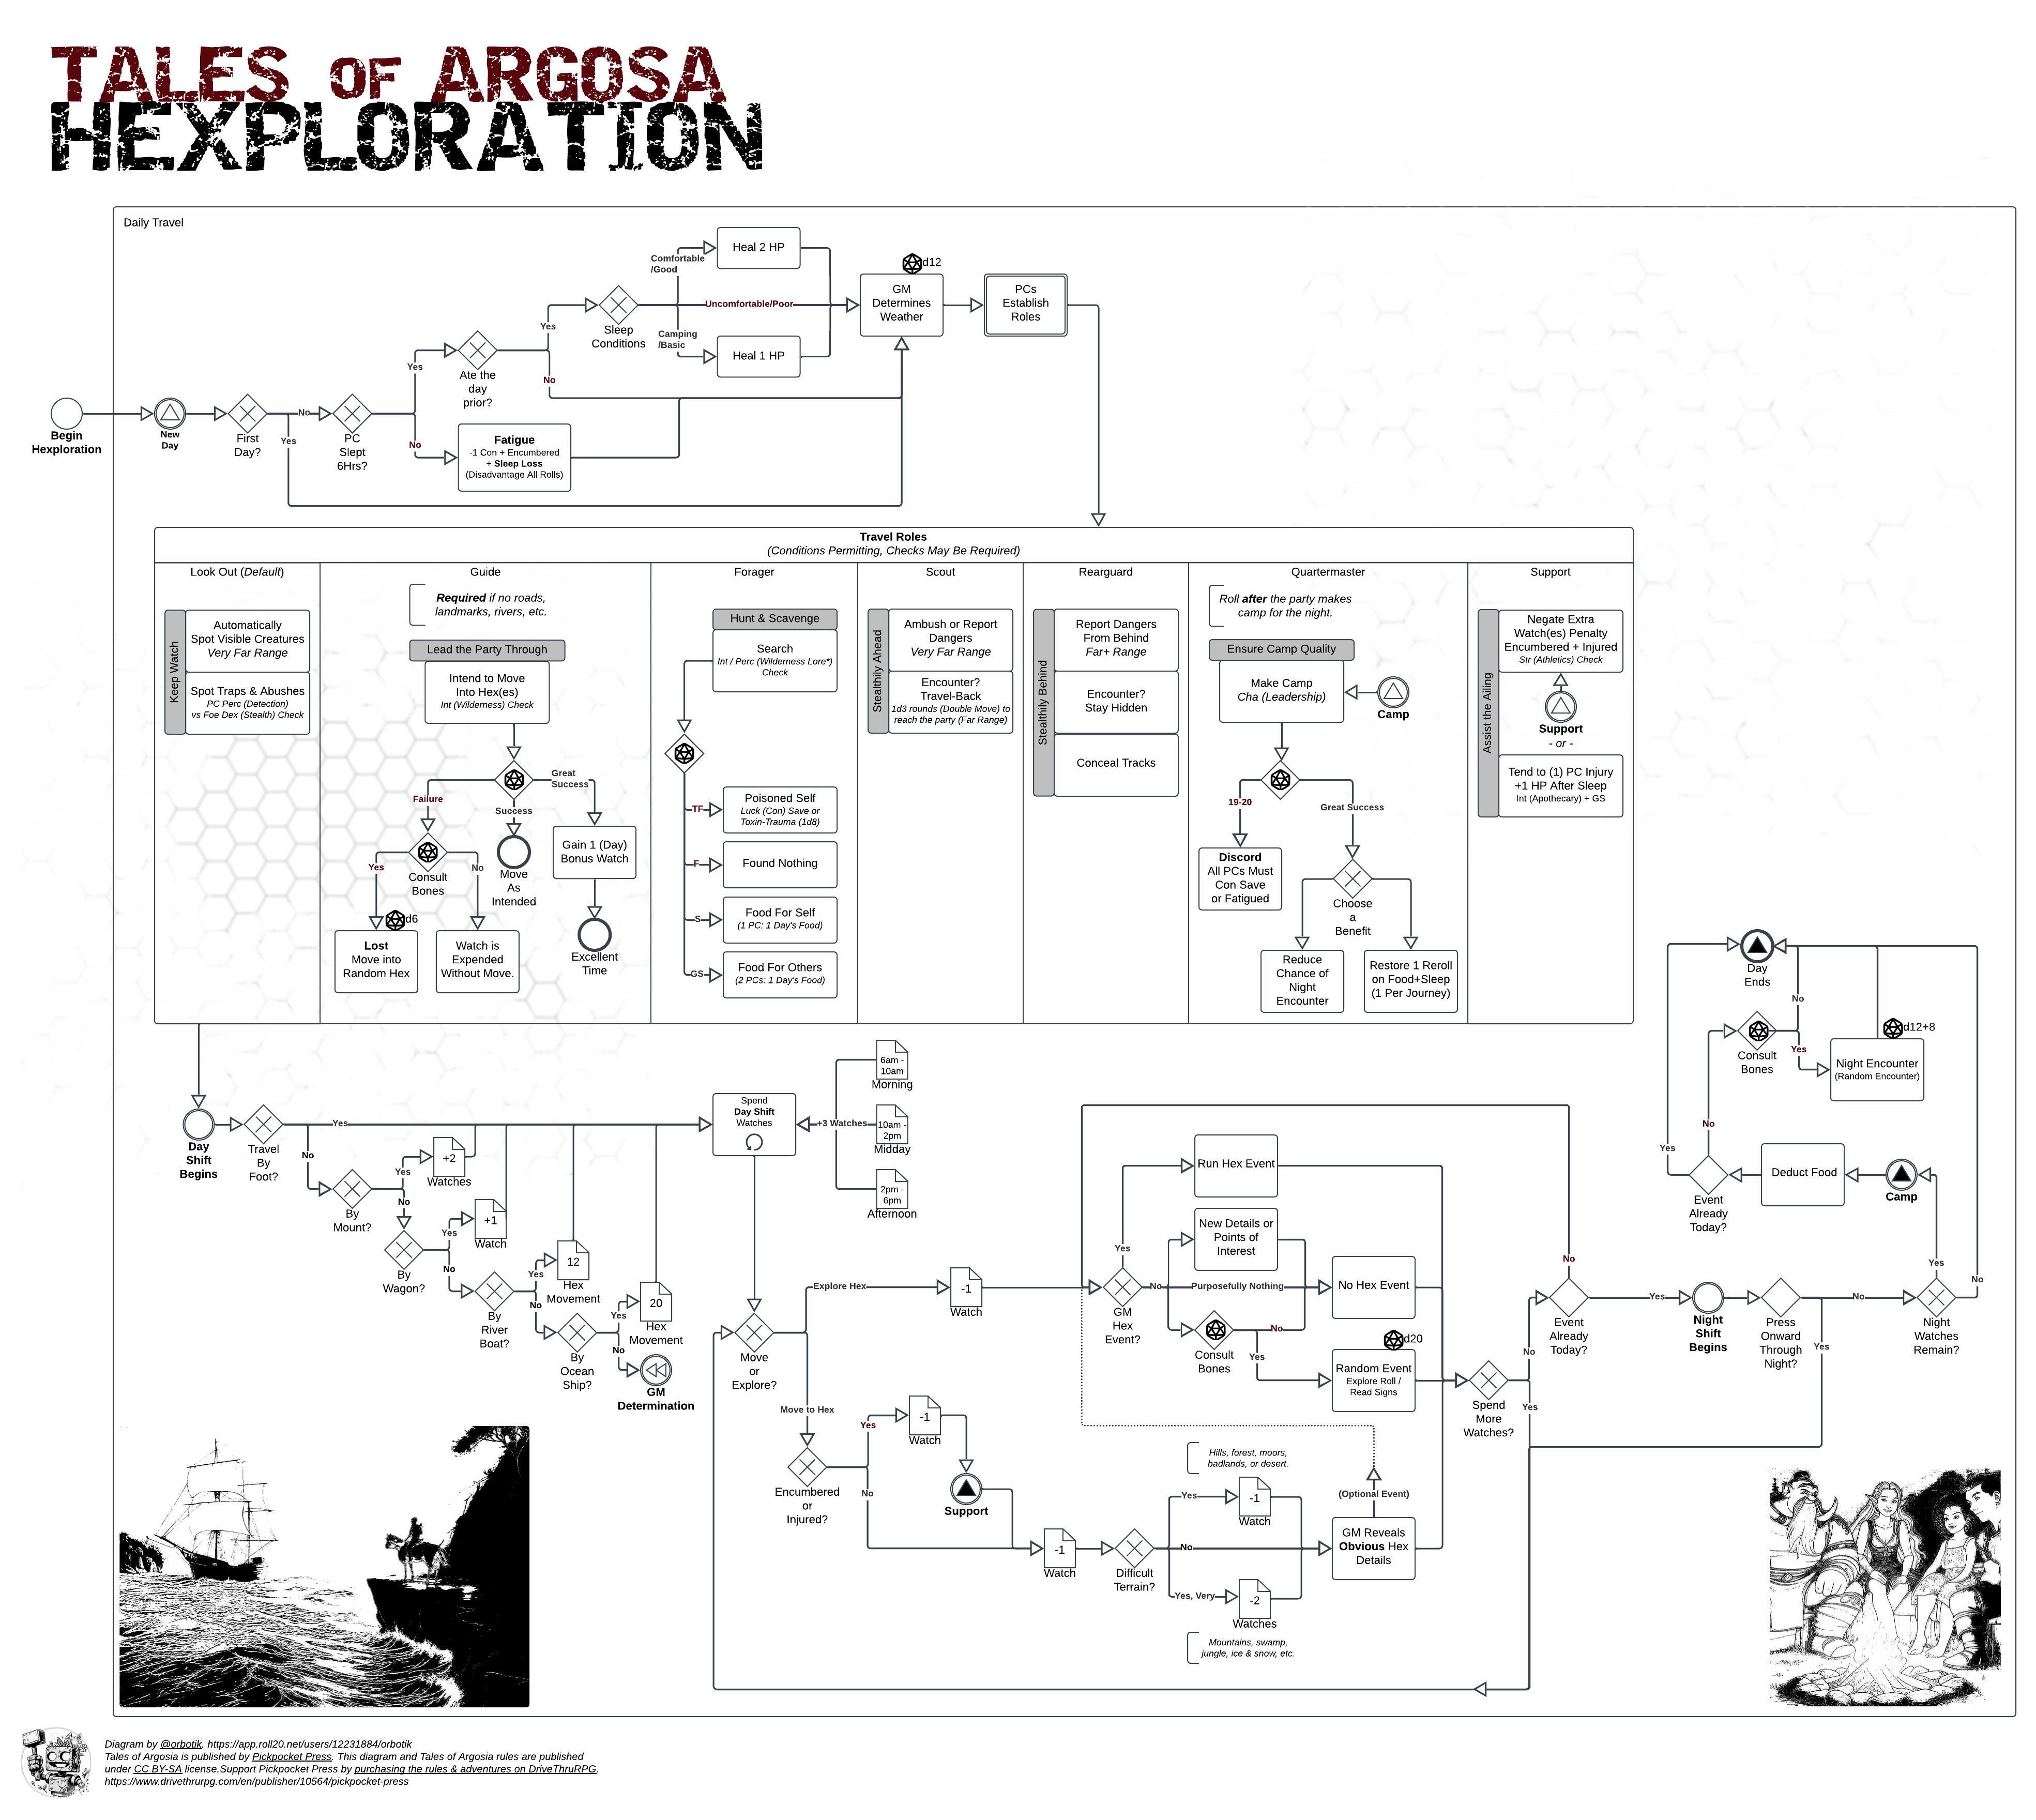 TALES OF ARGOSA
HEXPLORATION
Daily Travel
Begin
Hexploration
New
Day
First
Day?
No
Yes
PC
Slept
6Hrs?
Yes
No
Ate the
day
prior?
Yes
No
Fatigue
-1 Con + Encumbered
+ Sleep Loss
(Disadvantage All Rolls)
Sleep
Conditions
Comfortable
/Good
Uncomfortable/Poor
Camping
/Basic
Heal 2 HP
Heal 1 HP
d12
GM
Determines
Weather
PCs
Establish
Roles
Travel Roles
(Conditions Permitting, Checks May Be Required)
Look Out (Default)
Keep Watch
Automatically
Spot Visible Creatures
Very Far Range
Spot Traps & Abushes
PC Perc (Detection)
vs Foe Dex (Stealth) Check
Guide
Required if no roads,
landmarks, rivers, etc.
Lead the Party Through
Intend to Move
Into Hex(es)
Int (Wilderness) Check
Failure
Success
Great
Success
Consult
Bones
Yes
No
d6
Lost
Move into
Random Hex
Watch is
Expended
Without Move.
Move
As
Intended
Gain 1 (Day)
Bonus Watch
Excellent
Time
Forager
Hunt & Scavenge
Search
Int / Perc (Wilderness Lore*)
Check
TF
Poisoned Self
Luck (Con) Save or
Toxin-Trauma (1d8)
F
Found Nothing
S
Food For Self
(1 PC: 1 Day's Food)
GS
Food For Others
(2 PCs: 1 Day's Food)
Scout
Stealthily Ahead
Ambush or Report
Dangers
Very Far Range
Encounter?
Travel-Back
1d3 rounds (Double Move) to
reach the party (Far Range)
Rearguard
Stealthily Behind
Report Dangers
From Behind
Far+ Range
Encounter?
Stay Hidden
Conceal Tracks
Quartermaster
Roll after the party makes
camp for the night.
Ensure Camp Quality
Make Camp
Cha (Leadership)
Camp
19-20
Great Success
Discord
All PCs Must
Con Save
or Fatigued
Choose
a
Benefit
Reduce
Chance of
Night
Encounter
Restore 1 Reroll
on Food+Sleep
(1 Per Journey)
Support
Assist the Ailing
Negate Extra
Watch(es) Penalty
Encumbered + Injured
Str (Athletics) Check
Support
- or -
Tend to (1) PC Injury
+1 HP After Sleep
Int (Apothecary) + GS
Day
Shift
Begins
Travel
By
Foot?
Yes
No
By
Mount?
Yes
No
+2
Watches
By
Wagon?
Yes
No
+1
Watch
By
River
Boat?
Yes
No
12
Hex
Movement
By
Ocean
Ship?
Yes
No
20
Hex
Movement
GM
Determination
Spend
Day Shift
Watches
+3 Watches
6am -
10am
Morning
10am -
2pm
Midday
2pm -
6pm
Afternoon
Move
or
Explore?
Explore Hex
-1
Watch
Move to Hex
Encumbered
or
Injured?
Yes
No
-1
Watch
Support
-1
Watch
Difficult
Terrain?
Hills, forest, moors,
badlands, or desert.
Yes
-1
Watch
No
Yes, Very
-2
Watches
Mountains, swamp,
jungle, ice & snow, etc.
GM Reveals
Obvious Hex
Details
(Optional Event)
GM
Hex
Event?
Yes
No
Run Hex Event
New Details or
Points of
Interest
Purposefully Nothing
Consult
Bones
No
Yes
No Hex Event
d20
Random Event
Explore Roll /
Read Signs
Spend
More
Watches?
No
Yes
Event
Already
Today?
No
Yes
Night
Shift
Begins
Press
Onward
Through
Night?
Yes
No
Night
Watches
Remain?
Yes
No
Camp
Deduct Food
Event
Already
Today?
Yes
No
Consult
Bones
No
Yes
d12+8
Night Encounter
(Random Encounter)
Day
Ends
Diagram by @orbotik, https://app.roll20.net/users/12231884/orbotik
Tales of Argosia is published by Pickpocket Press. This diagram and Tales of Argosia rules are published
under CC BY-SA license.Support Pickpocket Press by purchasing the rules & adventures on DriveThruRPG,
https://www.drivethrurpg.com/en/publisher/10564/pickpocket-press